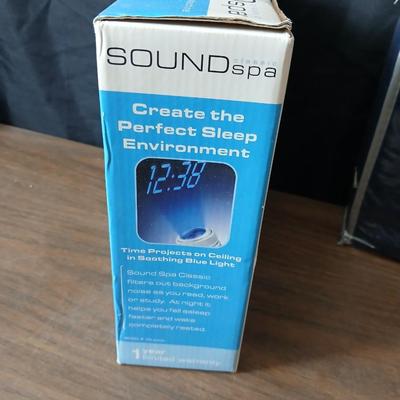 SOUNDspa
classic
Create the
Perfect Sleep
Environment
12:38
Time Projects on Ceiling
in Soothing Blue Light
Sound Spa Classic
filters out background
noise as you read, work
or study. At night it
helps you fall asleep
faster and wake
completely rested.
1 year
limited warranty